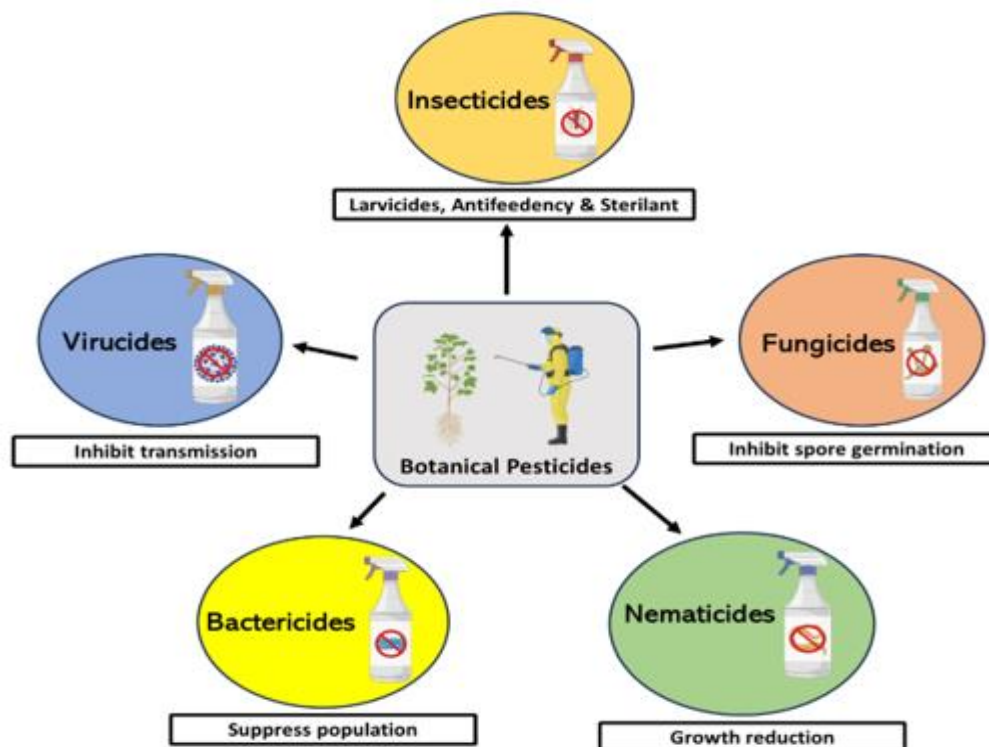 Insecticides
Larvicides, Antifeedency & Sterilant
Virucides
Inhibit transmission
Fungicides
Inhibit spore germination
Botanical Pesticides
Bactericides
Suppress population
Nematicides
Growth reduction